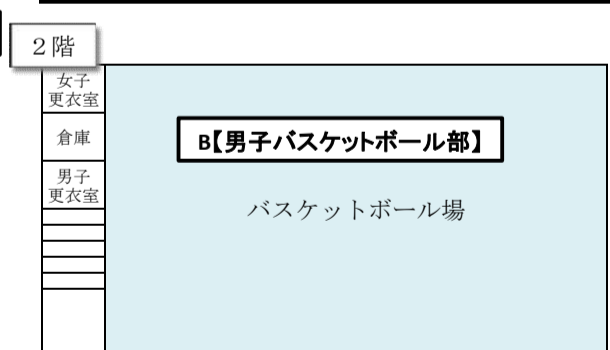 ２階
女子
更衣室
倉庫
男子
更衣室
B【男子バスケットボール部】
バスケットボール場